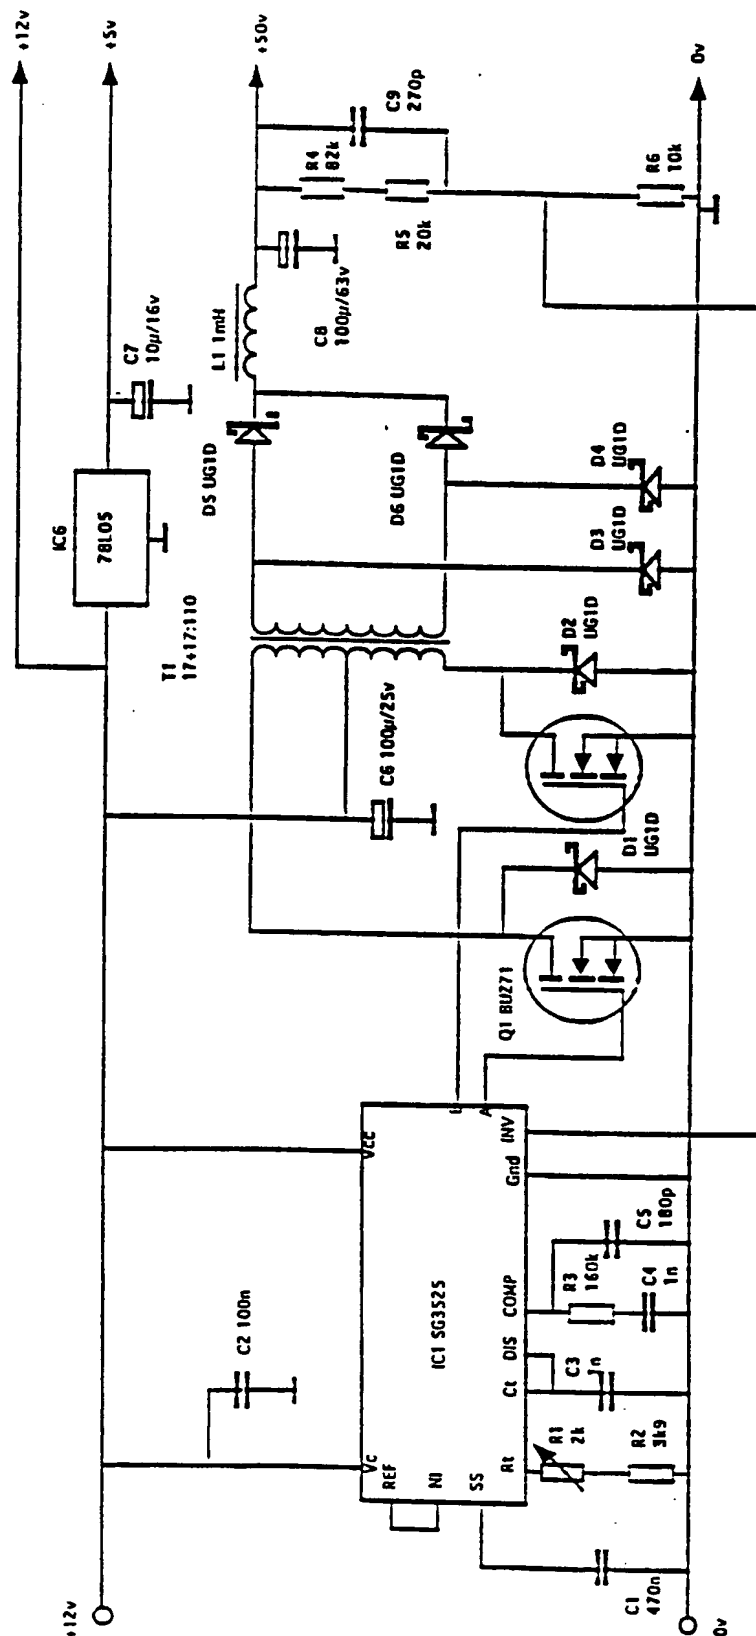 +12v
+5v
+50v
0v
C9
270p
R4
82k
R5
20k
R6
10k
C8
100µ/63v
L1 1mH
C7
10µ/16v
D5 UG1D
D6 UG1D
D4
UG1D
D3
UG1D
IC6
78L05
T1
17+17:110
D2
UG1D
C6 100µ/25v
D1
UG1D
Q1 BUZ71
B
A
INV
Gnd
VCC
C5
180p
R3
160k
C4
1n
COMP
DIS
Ct
C3
1n
IC1 SG3525
C2 100n
Vc
REF
NI
SS
Rt
R1
2k
R2
3k9
C1
470n
+12v
0v